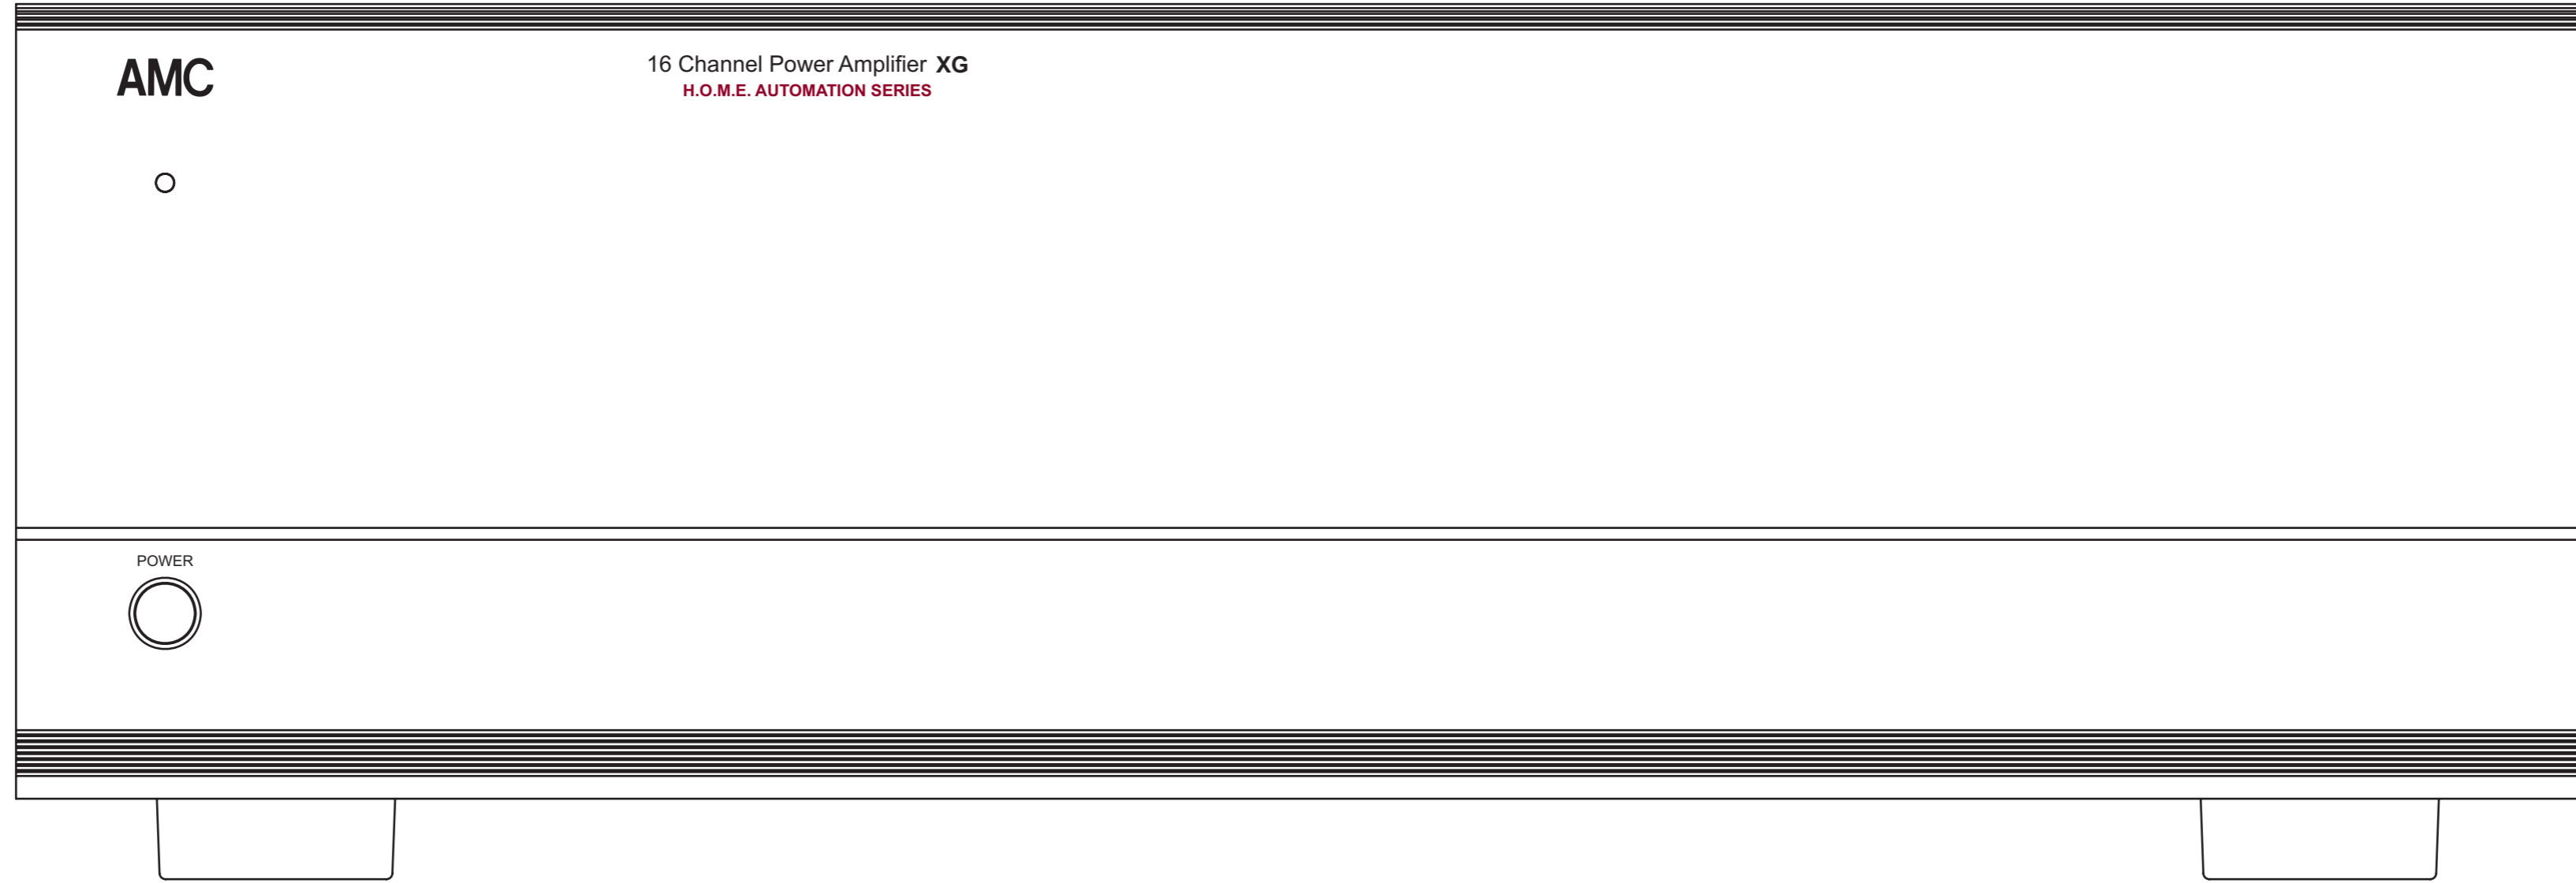 AMC
16 Channel Power Amplifier XG
H.O.M.E. AUTOMATION SERIES
POWER